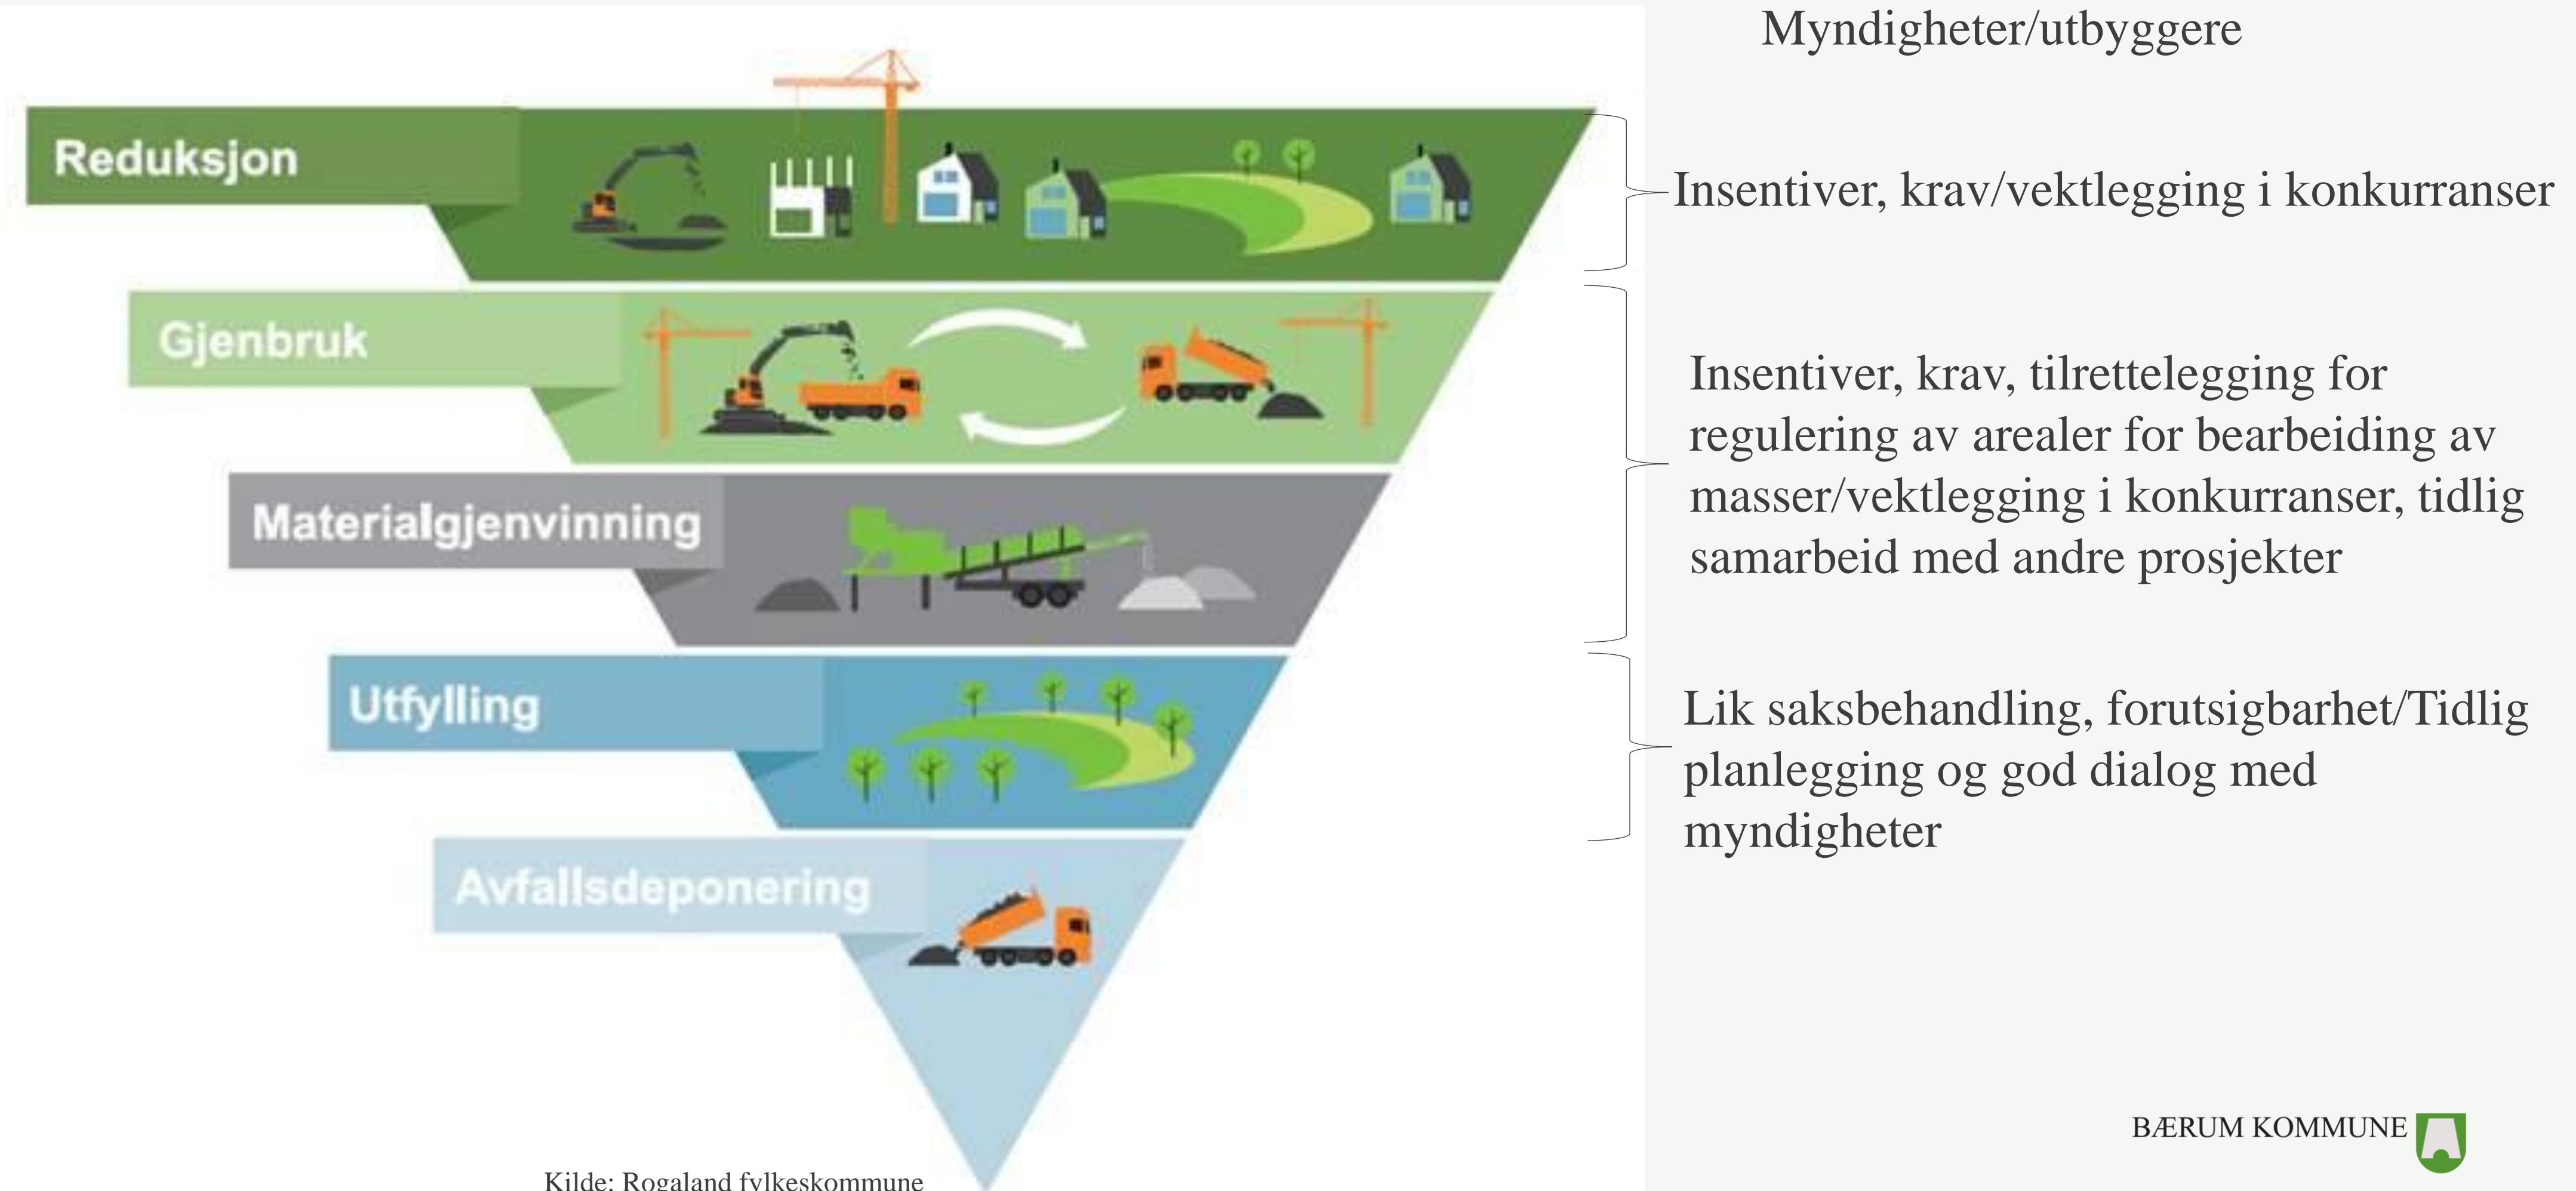 Myndigheter/utbyggere
Reduksjon
Insentiver, krav/vektlegging i konkurranser
Gjenbruk
Insentiver, krav, tilrettelegging for
regulering av arealer for bearbeiding av
masser/vektlegging i konkurranser, tidlig
samarbeid med andre prosjekter
Materialgjenvinning
Utfylling
Lik saksbehandling, forutsigbarhet/Tidlig
planlegging og god dialog med
myndigheter
Avfallsdeponering
BÆRUM KOMMUNE
Kilde: Rogaland fylkeskommune